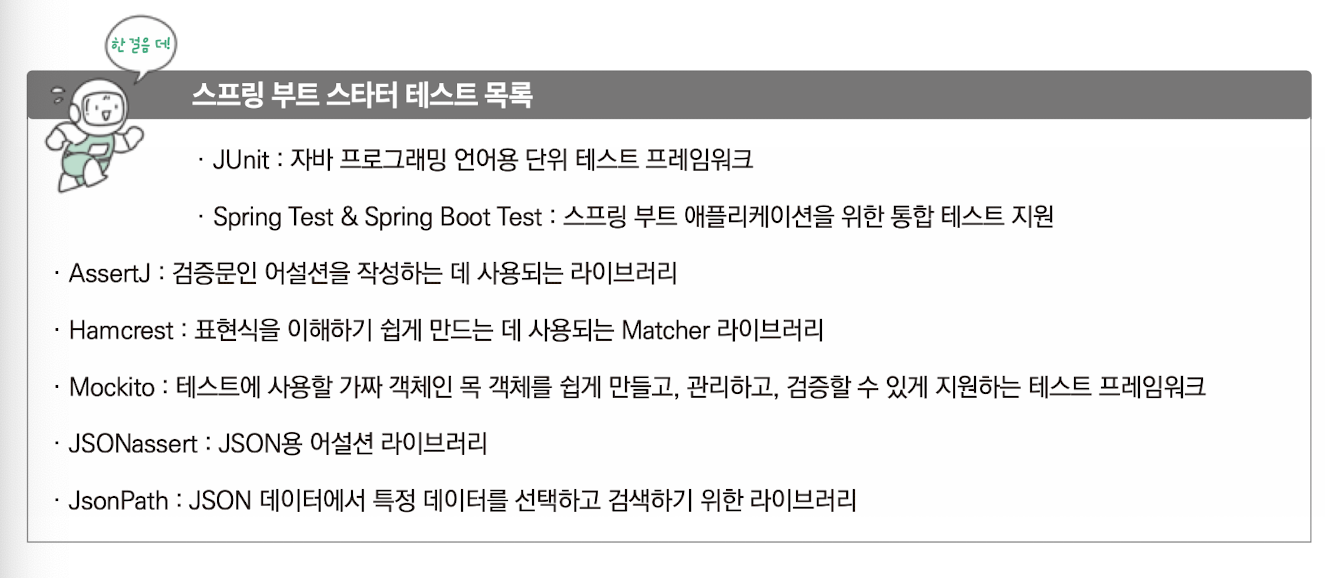 한 걸음 더!
스프링 부트 스타터 테스트 목록
· JUnit : 자바 프로그래밍 언어용 단위 테스트 프레임워크
· Spring Test & Spring Boot Test : 스프링 부트 애플리케이션을 위한 통합 테스트 지원
· AssertJ : 검증문인 어설션을 작성하는 데 사용되는 라이브러리
· Hamcrest : 표현식을 이해하기 쉽게 만드는 데 사용되는 Matcher 라이브러리
· Mockito : 테스트에 사용할 가짜 객체인 목 객체를 쉽게 만들고, 관리하고, 검증할 수 있게 지원하는 테스트 프레임워크
· JSONassert : JSON용 어설션 라이브러리
· JsonPath : JSON 데이터에서 특정 데이터를 선택하고 검색하기 위한 라이브러리